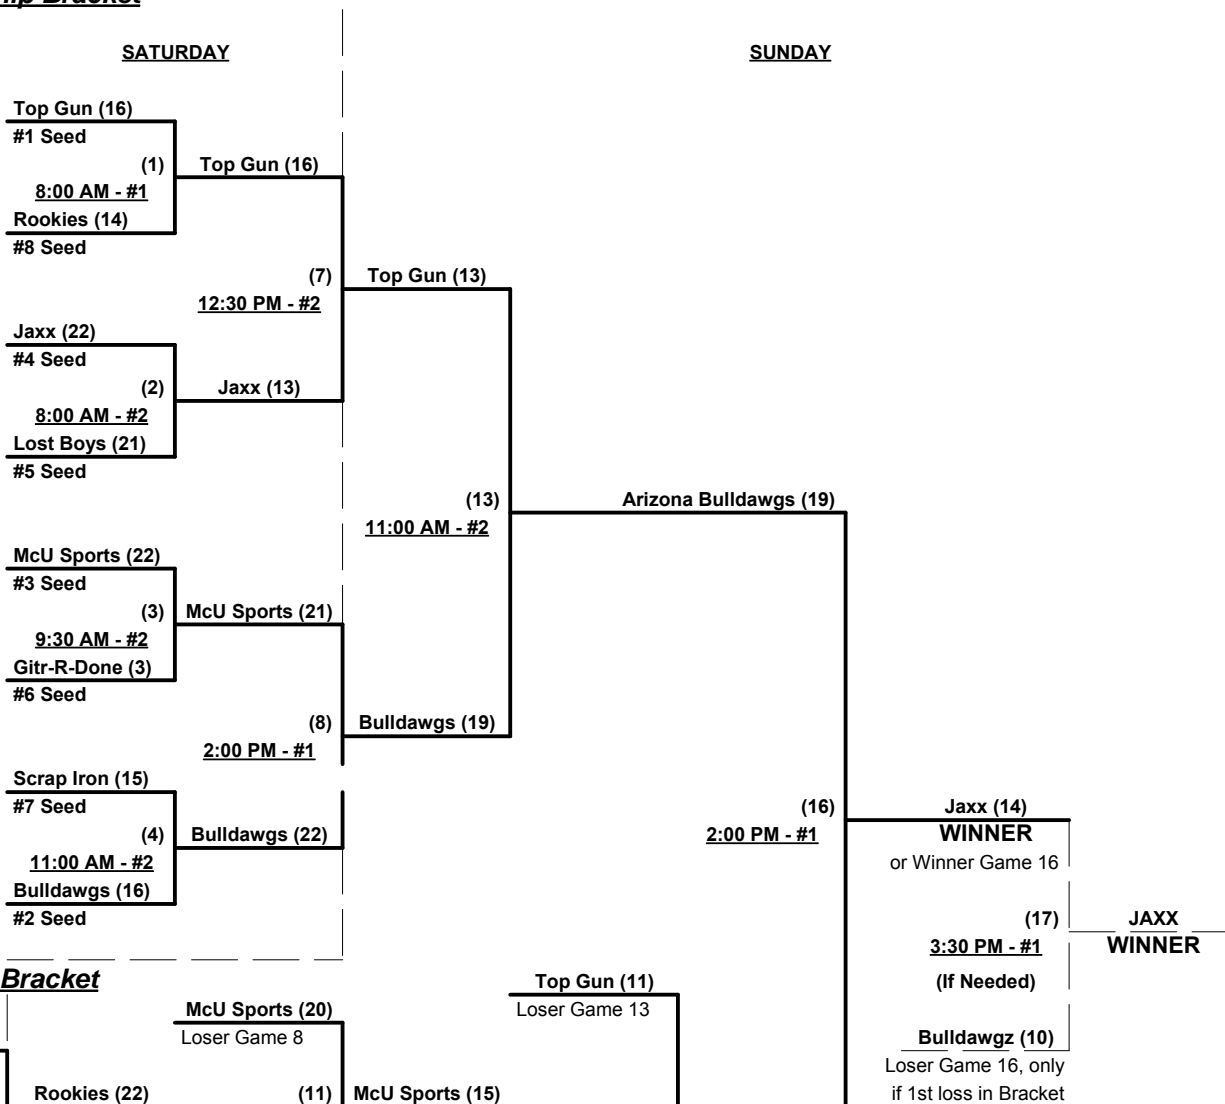 hip Bracket
SATURDAY
SUNDAY
Top Gun (16)
#1 Seed
(1)
Top Gun (16)
8:00 AM - #1
Rookies (14)
#8 Seed
(7)
Top Gun (13)
12:30 PM - #2
Jaxx (22)
#4 Seed
(2)
Jaxx (13)
8:00 AM - #2
Lost Boys (21)
#5 Seed
(13)
Arizona Bulldawgs (19)
11:00 AM - #2
McU Sports (22)
#3 Seed
(3)
McU Sports (21)
9:30 AM - #2
Gitr-R-Done (3)
#6 Seed
(8)
Bulldawgs (19)
2:00 PM - #1
Scrap Iron (15)
#7 Seed
(4)
Bulldawgs (22)
11:00 AM - #2
Bulldawgs (16)
#2 Seed
(16)
Jaxx (14)
2:00 PM - #1
WINNER
or Winner Game 16
(17)
JAXX
3:30 PM - #1
WINNER
(If Needed)
Bracket
Top Gun (11)
Loser Game 13
McU Sports (20)
Loser Game 8
Bulldawgz (10)
Loser Game 16, only
if 1st loss in Bracket
Rookies (22)
(11)
McU Sports (15)